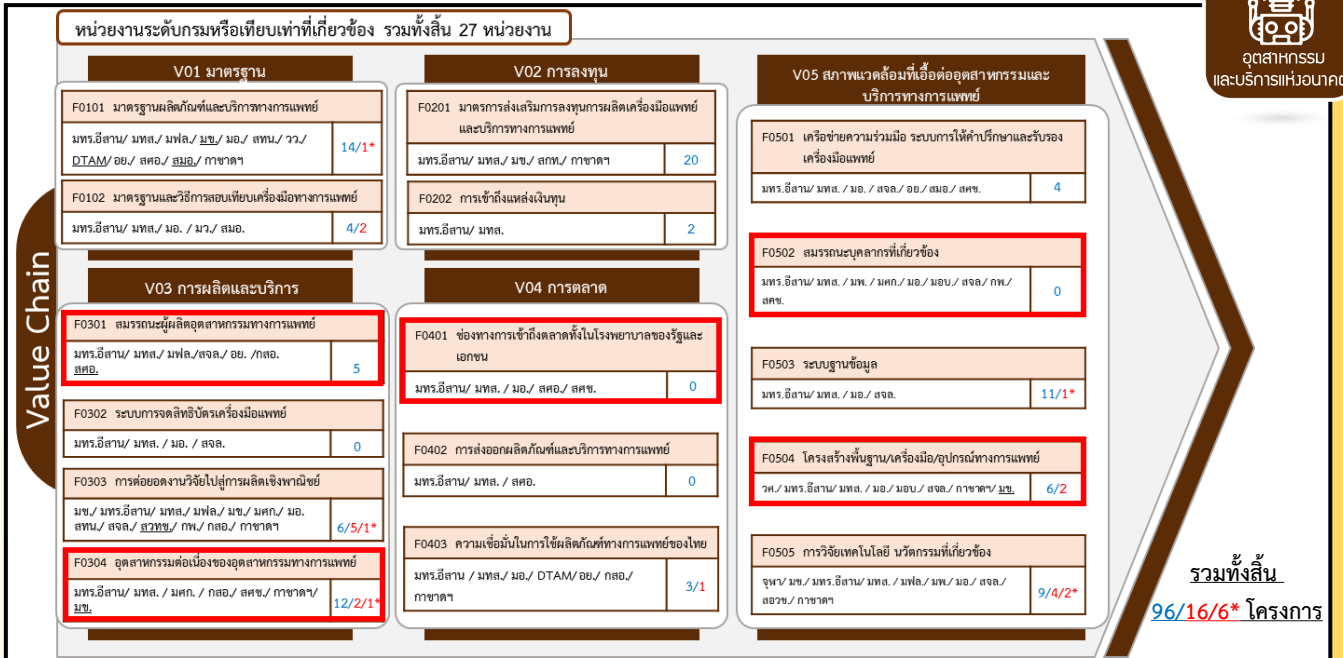 หน่วยงานระดับกรมหรือเทียบเท่าที่เกี่ยวข้อง รวมทั้งสิ้น 27 หน่วยงาน
อุตสาหกรรม
และบริการแห่งอนาคต
Value Chain
V01 มาตรฐาน
F0101 มาตรฐานผลิตภัณฑ์และบริการทางการแพทย์
มทร.อีสาน/ มทส./ มฟล./ มข./ มอ./ สทน./ วว./
DTAM/ อย./ สศอ./ สมอ./ กาชาดฯ
14/1*
F0102 มาตรฐานและวิธีการสอบเทียบเครื่องมือทางการแพทย์
มทร.อีสาน/ มทส./ มอ. / มว./ สมอ.
4/2
V02 การลงทุน
F0201 มาตรการส่งเสริมการลงทุนการผลิตเครื่องมือแพทย์
และบริการทางการแพทย์
มทร.อีสาน/ มทส./ มข./ สกท./ กาชาดฯ
20
F0202 การเข้าถึงแหล่งเงินทุน
มทร.อีสาน/ มทส.
2
V03 การผลิตและบริการ
F0301 สมรรถนะผู้ผลิตอุตสาหกรรมทางการแพทย์
มทร.อีสาน/ มทส./ มฟล./สจล./ อย. /กสอ.
สศอ.
5
F0302 ระบบการจดสิทธิบัตรเครื่องมือแพทย์
มทร.อีสาน/ มทส. / มอ. / สจล.
0
F0303 การต่อยอดงานวิจัยไปสู่การผลิตเชิงพาณิชย์
มข./ มทร.อีสาน/ มทส./ มฟล./ มข./ มศก./ มอ.
สทน./ สจล./ สวทช./ กพ./ กสอ./ กาชาดฯ
6/5/1*
F0304 อุตสาหกรรมต่อเนื่องของอุตสาหกรรมทางการแพทย์
มทร.อีสาน/ มทส. / มศก. / กสอ./ สศช./ กาชาดฯ/
มข.
12/2/1*
V04 การตลาด
F0401 ช่องทางการเข้าถึงตลาดทั้งในโรงพยาบาลของรัฐและ
เอกชน
มทร.อีสาน/ มทส. / มอ./ สศอ./ สศช.
0
F0402 การส่งออกผลิตภัณฑ์และบริการทางการแพทย์
มทร.อีสาน/ มทส. / สศอ.
0
F0403 ความเชื่อมั่นในการใช้ผลิตภัณฑ์ทางการแพทย์ของไทย
มทร.อีสาน / มทส./ มอ./ DTAM/ อย./ กสอ./
กาชาดฯ
3/1
V05 สภาพแวดล้อมที่เอื้อต่ออุตสาหกรรมและ
บริการทางการแพทย์
F0501 เครือข่ายความร่วมมือ ระบบการให้คำปรึกษาและรับรอง
เครื่องมือแพทย์
มทร.อีสาน/ มทส. / มอ. / สจล./ อย./ สมอ./ สศช.
4
F0502 สมรรถนะบุคลากรที่เกี่ยวข้อง
มทร.อีสาน/ มทส. / มพ. / มศก./ มอ./ มอบ./ สจล./ กพ./
สศช.
0
F0503 ระบบฐานข้อมูล
มทร.อีสาน/ มทส. / มอ./ สจล.
11/1*
F0504 โครงสร้างพื้นฐาน/เครื่องมือ/อุปกรณ์ทางการแพทย์
วศ./ มทร.อีสาน/ มทส. / มอ./ มอบ./ สจล./ กาชาดฯ/ มข.
6/2
F0505 การวิจัยเทคโนโลยี นวัตกรรมที่เกี่ยวข้อง
จุฬา/ มข./ มทร.อีสาน/ มทส. / มฟล./ มพ./ มอ./ สจล./
สอวช./ กาชาดฯ
9/4/2*
รวมทั้งสิ้น
96/16/6* โครงการ